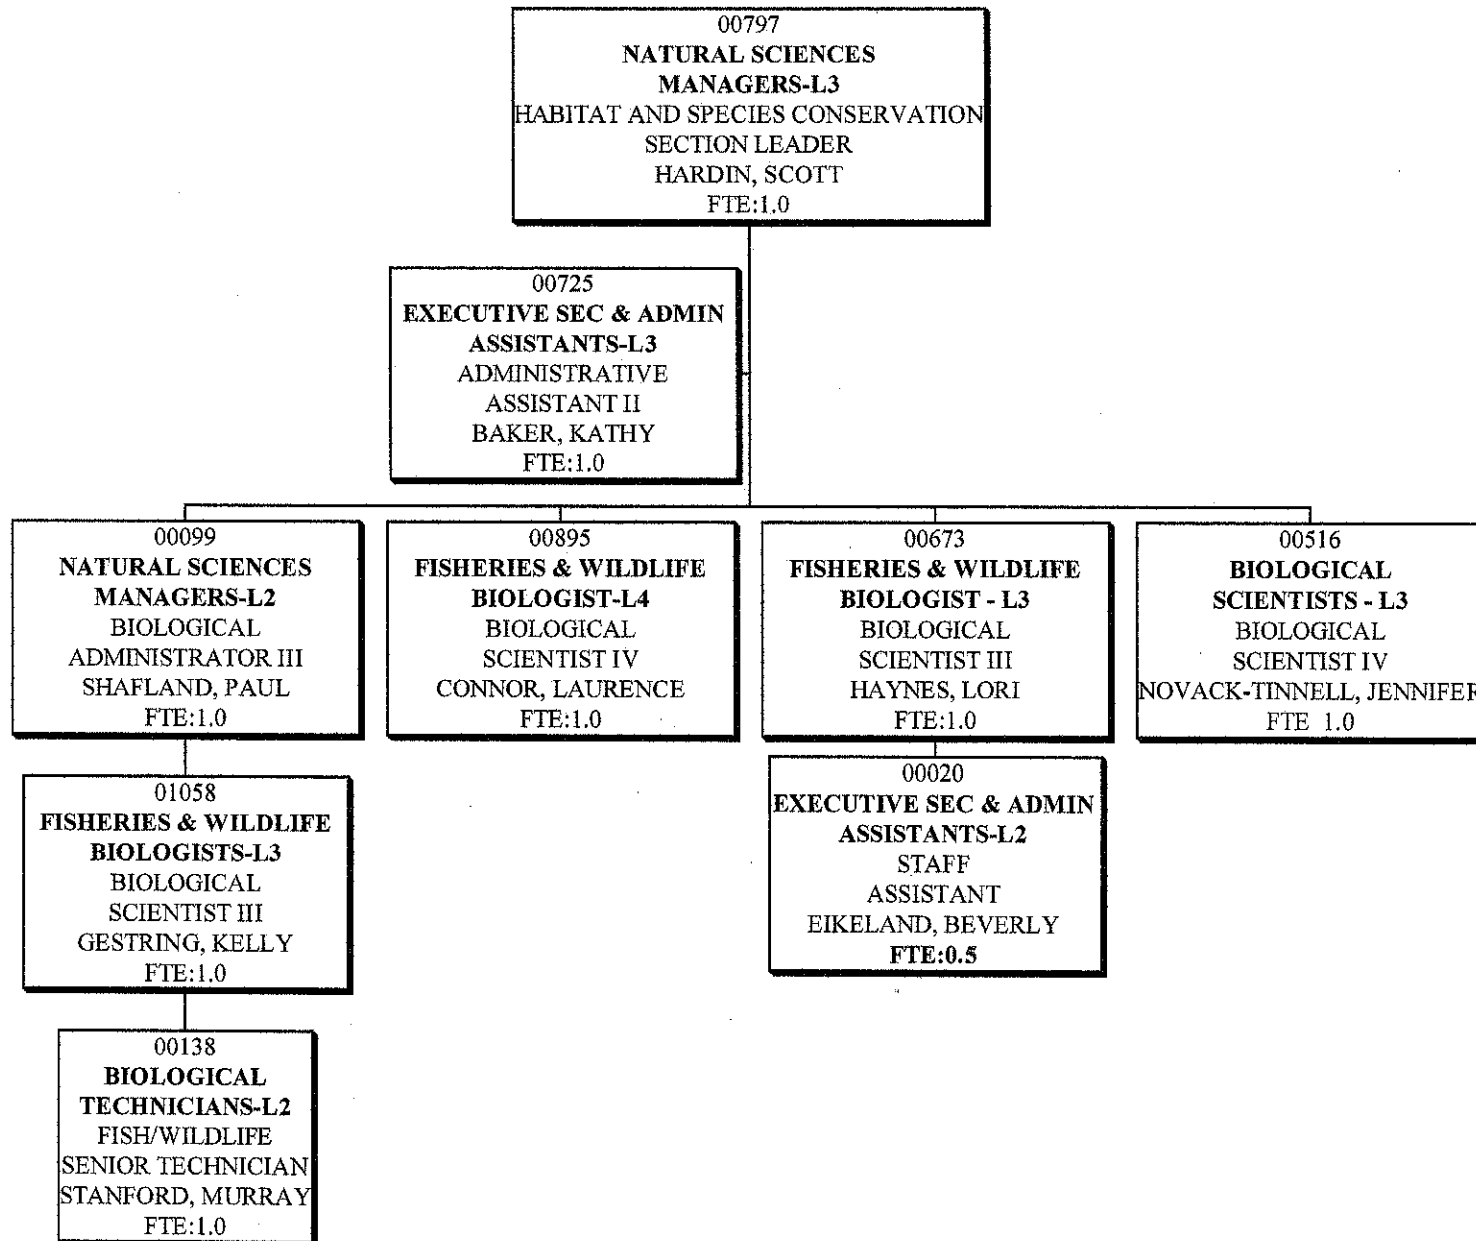 00797
NATURAL SCIENCES
MANAGERS-L3
HABITAT AND SPECIES CONSERVATION
SECTION LEADER
HARDIN, SCOTT
FTE:1.0
00725
EXECUTIVE SEC & ADMIN
ASSISTANTS-L3
ADMINISTRATIVE
ASSISTANT II
BAKER, KATHY
FTE:1.0
00099
NATURAL SCIENCES
MANAGERS-L2
BIOLOGICAL
ADMINISTRATOR III
SHAFLAND, PAUL
FTE:1.0
00895
FISHERIES & WILDLIFE
BIOLOGIST-L4
BIOLOGICAL
SCIENTIST IV
CONNOR, LAURENCE
FTE:1.0
00673
FISHERIES & WILDLIFE
BIOLOGIST - L3
BIOLOGICAL
SCIENTIST III
HAYNES, LORI
FTE:1.0
00516
BIOLOGICAL
SCIENTISTS - L3
BIOLOGICAL
SCIENTIST IV
NOVACK-TINNELL, JENNIFER
FTE 1.0
01058
FISHERIES & WILDLIFE
BIOLOGISTS-L3
BIOLOGICAL
SCIENTIST III
GESTRING, KELLY
FTE:1.0
00020
EXECUTIVE SEC & ADMIN
ASSISTANTS-L2
STAFF
ASSISTANT
EIKELAND, BEVERLY
FTE:0.5
00138
BIOLOGICAL
TECHNICIANS-L2
FISH/WILDLIFE
SENIOR TECHNICIAN
STANFORD, MURRAY
FTE:1.0